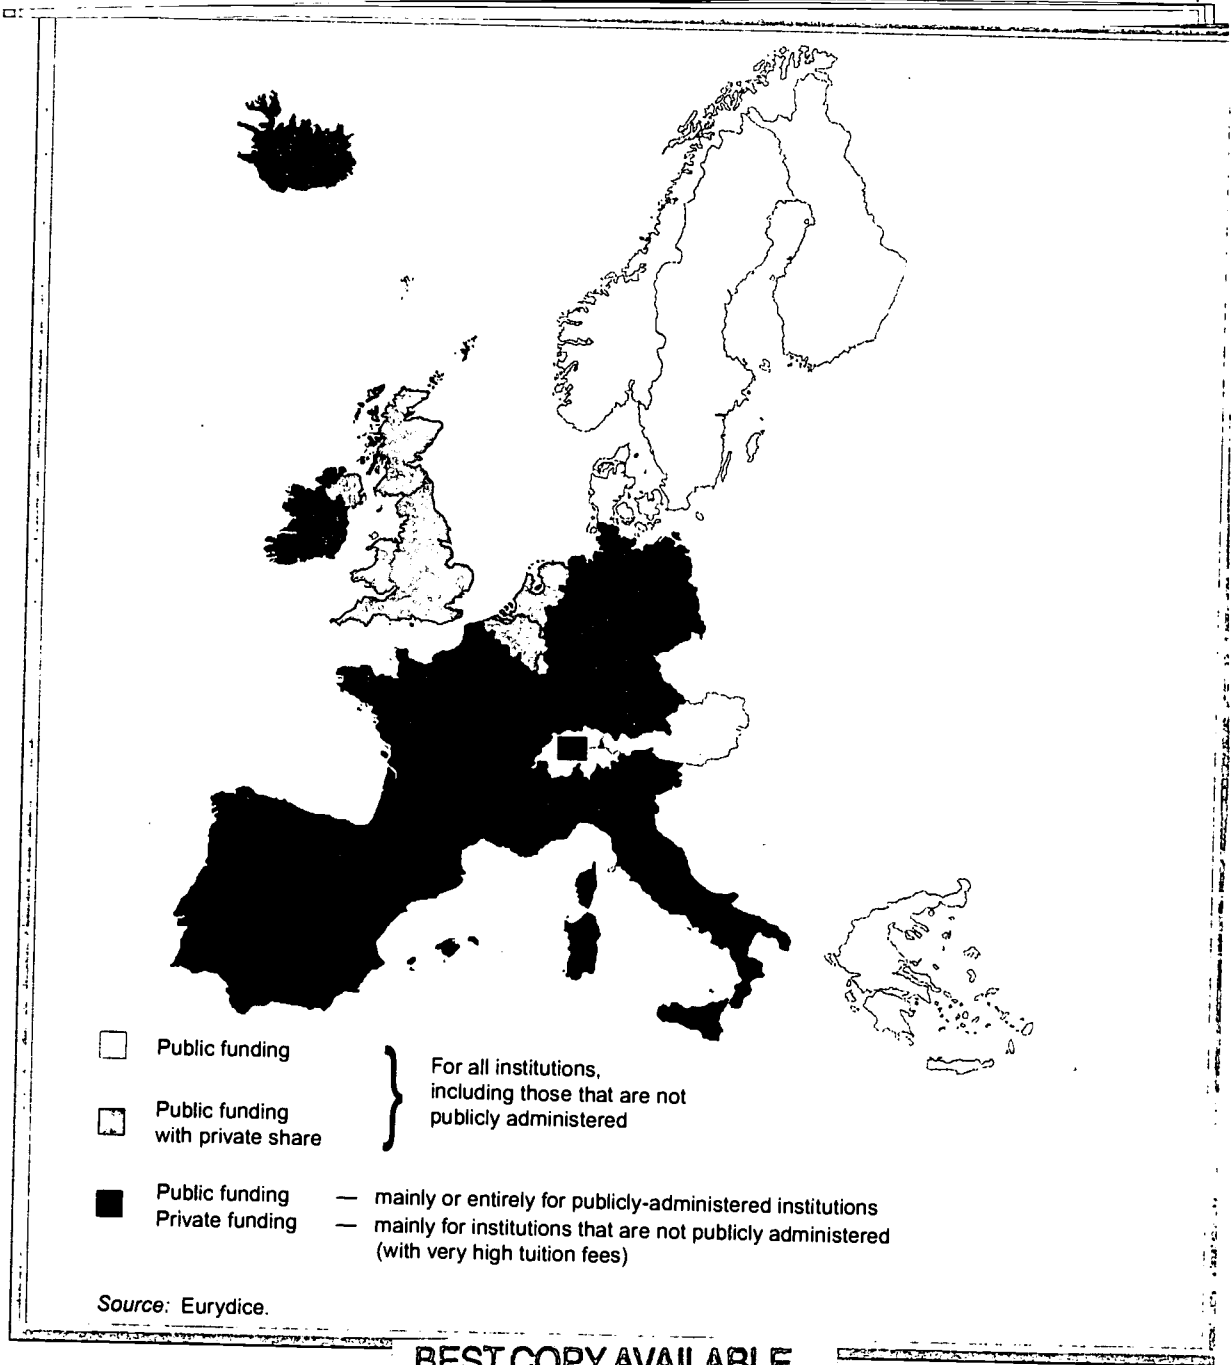 Public funding
For all institutions,
including those that are not
publicly administered
Public funding
with private share
Public funding — mainly or entirely for publicly-administered institutions
Private funding — mainly for institutions that are not publicly administered
(with very high tuition fees)
Source: Eurydice.
BEST COPY AVAILABLE